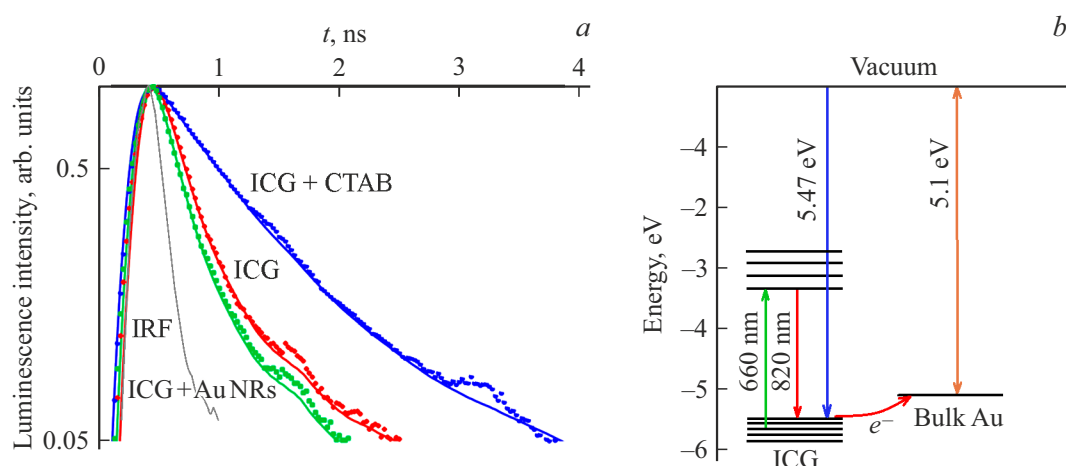 a
t, ns
0 1 2 3 4
Luminescence intensity, arb. units
0.5
0.05
ICG + CTAB
ICG
IRF
ICG + Au NRs
b
Vacuum
Energy, eV
–4
–2
–3
–4
–5
–6
5.47 eV
5.1 eV
660 nm
820 nm
e–
Bulk Au
ICG